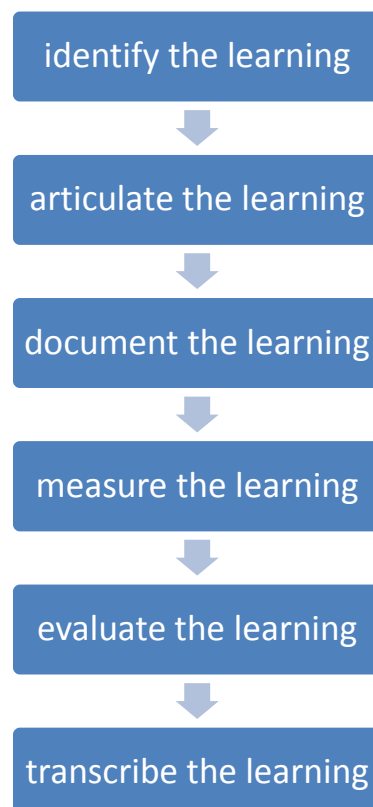 identify the learning
articulate the learning
document the learning
measure the learning
evaluate the learning
transcribe the learning